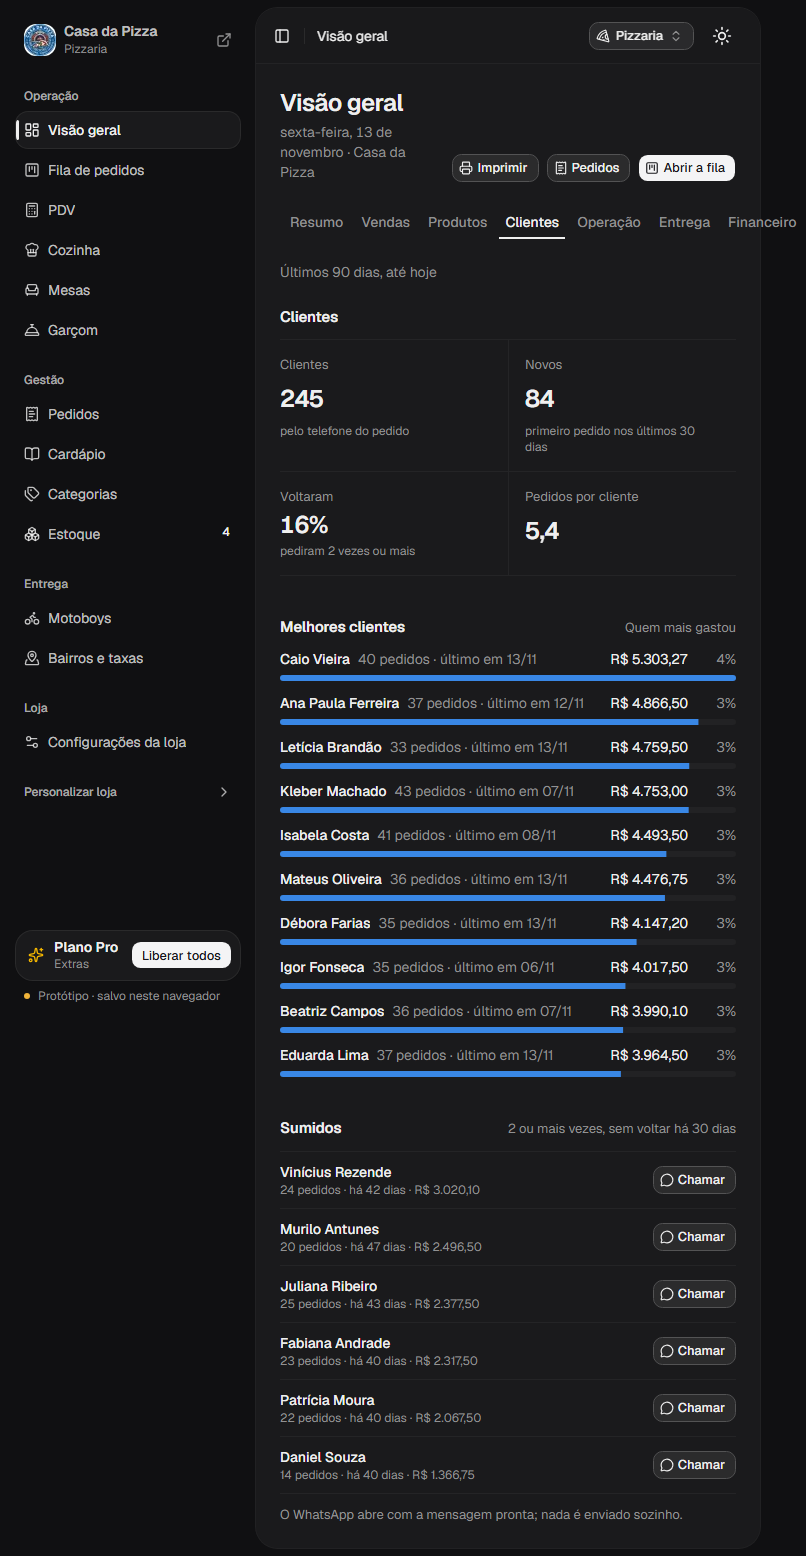 Casa da Pizza
Pizzaria
Operação
Visão geral
Fila de pedidos
PDV
Cozinha
Mesas
Garçom
Gestão
Pedidos
Cardápio
Categorias
Estoque 4
Entrega
Motoboys
Bairros e taxas
Loja
Configurações da loja
Personalizar loja
Plano Pro
Extras
Liberar todos
Protótipo · salvo neste navegador
Visão geral
Pizzaria
Visão geral
sexta-feira, 13 de
novembro · Casa da
Pizza
Imprimir
Pedidos
Abrir a fila
Resumo Vendas Produtos Clientes Operação Entrega Financeiro
Últimos 90 dias, até hoje
Clientes
Clientes
245
pelo telefone do pedido
Novos
84
primeiro pedido nos últimos 30
dias
Voltaram
16%
pediram 2 vezes ou mais
Pedidos por cliente
5,4
Melhores clientes Quem mais gastou
Caio Vieira 40 pedidos · último em 13/11 R$ 5.303,27 4%
Ana Paula Ferreira 37 pedidos · último em 12/11 R$ 4.866,50 3%
Letícia Brandão 33 pedidos · último em 13/11 R$ 4.759,50 3%
Kleber Machado 43 pedidos · último em 07/11 R$ 4.753,00 3%
Isabela Costa 41 pedidos · último em 08/11 R$ 4.493,50 3%
Mateus Oliveira 36 pedidos · último em 13/11 R$ 4.476,75 3%
Débora Farias 35 pedidos · último em 13/11 R$ 4.147,20 3%
Igor Fonseca 35 pedidos · último em 06/11 R$ 4.017,50 3%
Beatriz Campos 36 pedidos · último em 07/11 R$ 3.990,10 3%
Eduarda Lima 37 pedidos · último em 13/11 R$ 3.964,50 3%
Sumidos 2 ou mais vezes, sem voltar há 30 dias
Vinícius Rezende
24 pedidos · há 42 dias · R$ 3.020,10
Chamar
Murilo Antunes
20 pedidos · há 47 dias · R$ 2.496,50
Chamar
Juliana Ribeiro
25 pedidos · há 43 dias · R$ 2.377,50
Chamar
Fabiana Andrade
23 pedidos · há 40 dias · R$ 2.317,50
Chamar
Patrícia Moura
22 pedidos · há 40 dias · R$ 2.067,50
Chamar
Daniel Souza
14 pedidos · há 40 dias · R$ 1.366,75
Chamar
O WhatsApp abre com a mensagem pronta; nada é enviado sozinho.